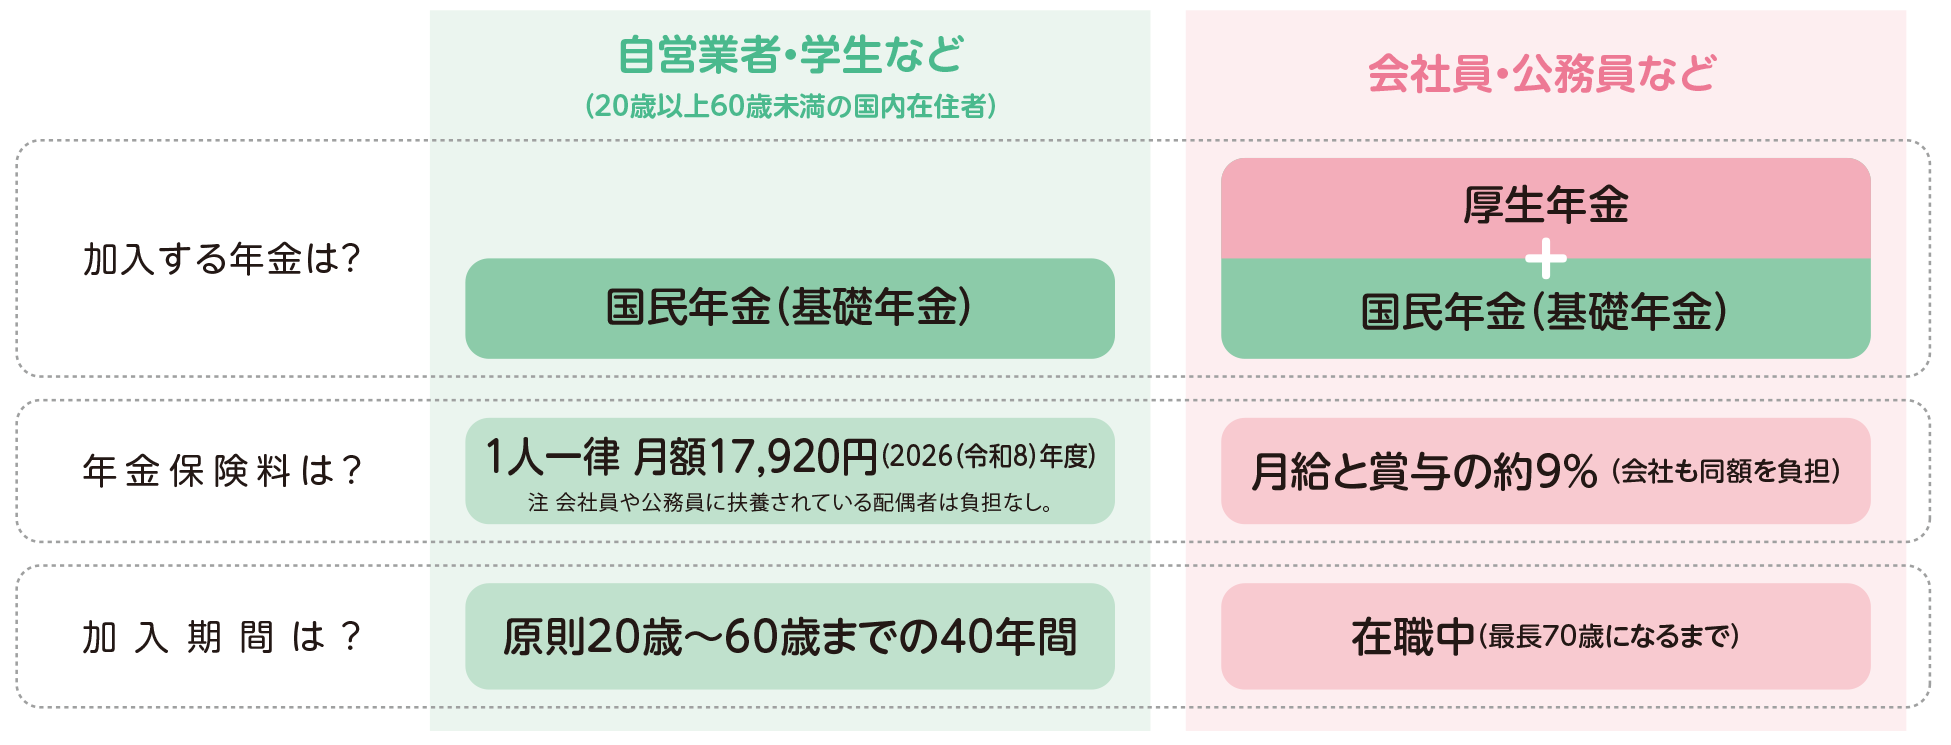 自営業者・学生など
(20歳以上60歳未満の国内在住者)
会社員・公務員など
加入する年金は?
国民年金(基礎年金)
厚生年金
+
国民年金(基礎年金)
年金保険料は?
1人一律 月額17,920円(2026(令和8)年度)
注 会社員や公務員に扶養されている配偶者は負担なし。
月給と賞与の約9% (会社も同額を負担)
加入期間は?
原則20歳〜60歳までの40年間
在職中(最長70歳になるまで)